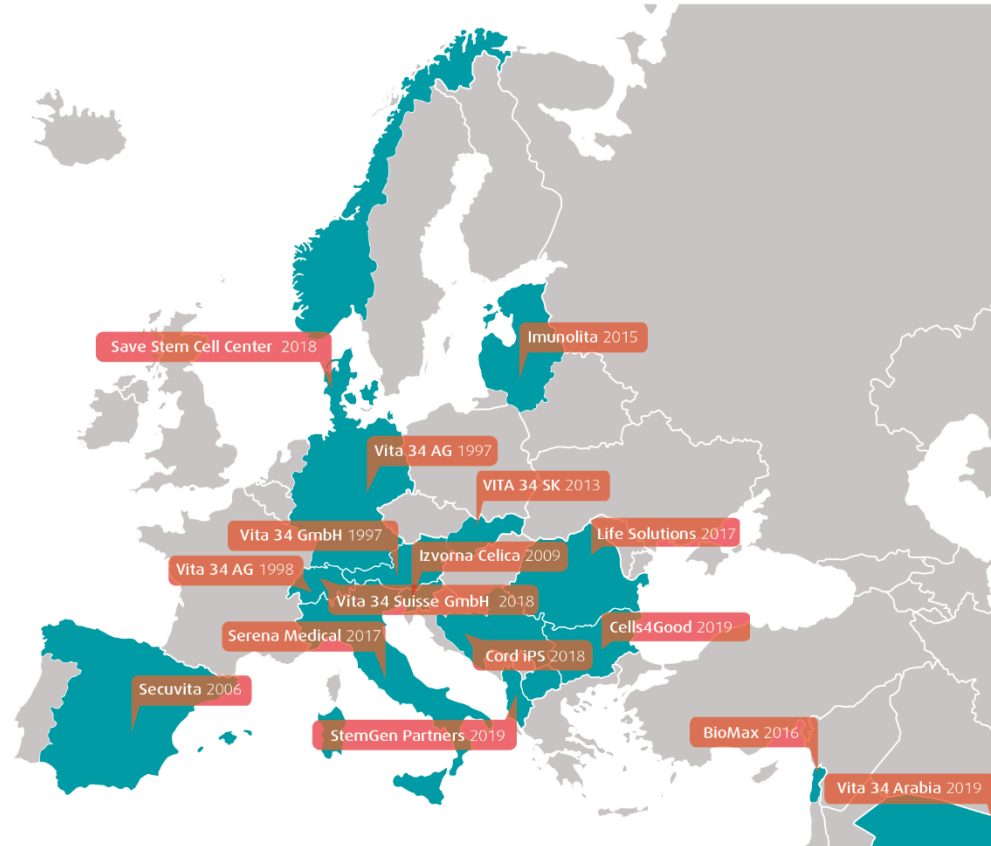 Save Stem Cell Center 2018
Imunolita 2015
Vita 34 AG 1997
VITA 34 SK 2013
Vita 34 GmbH 1997
Life Solutions 2017
Izvorna Celica 2009
Vita 34 AG 1998
Vita 34 Suisse GmbH 2018
Serena Medical 2017
Cells4Good 2019
Cord iPS 2018
Secuvita 2006
StemGen Partners 2019
BioMax 2016
Vita 34 Arabia 2019